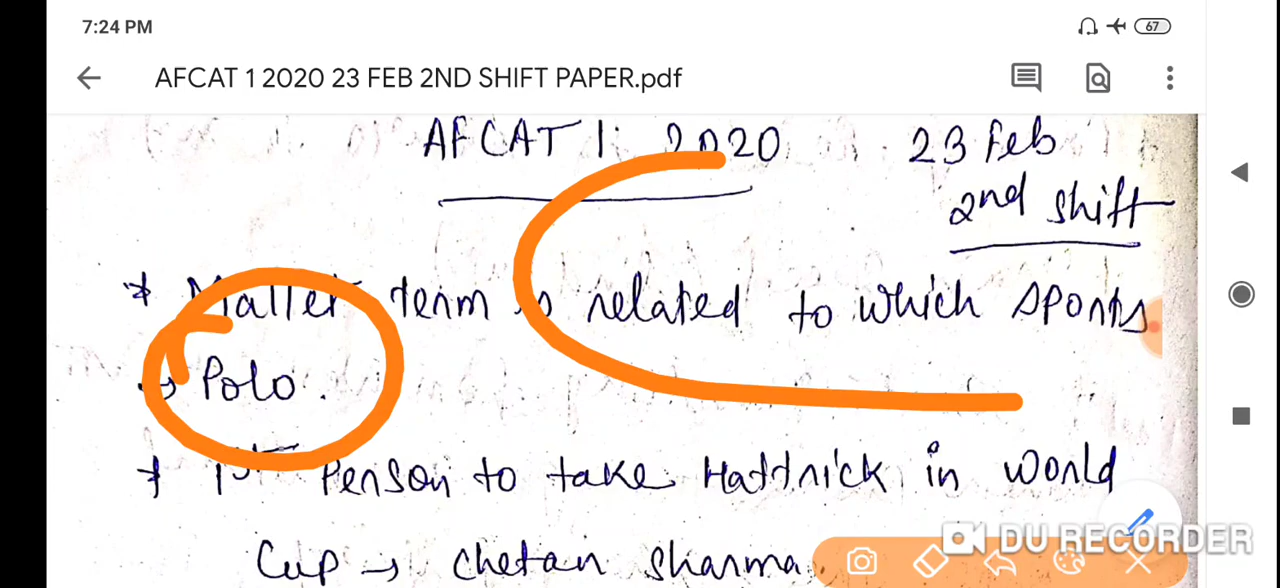 7:24 PM 67
AFCAT 1 2020 23 FEB 2ND SHIFT PAPER.pdf
AFCAT 1: 2020 23 Feb
2nd shift
* Mallet term is related to which sports
→ Polo.
* 1st Person to take Hattrick in world
Cup → Chetan Sharma.
DU RECORDER